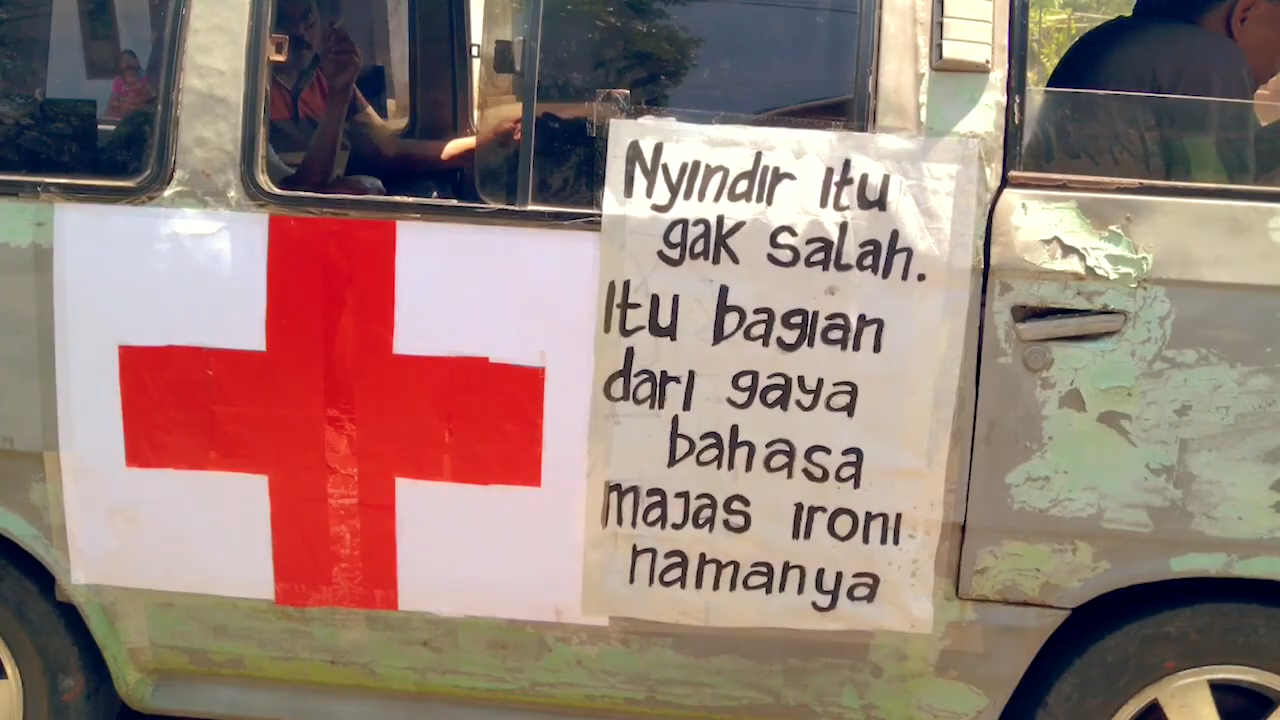 Nyindir itu
gak salah.
Itu bagian
dari gaya
bahasa
majas ironi
namanya